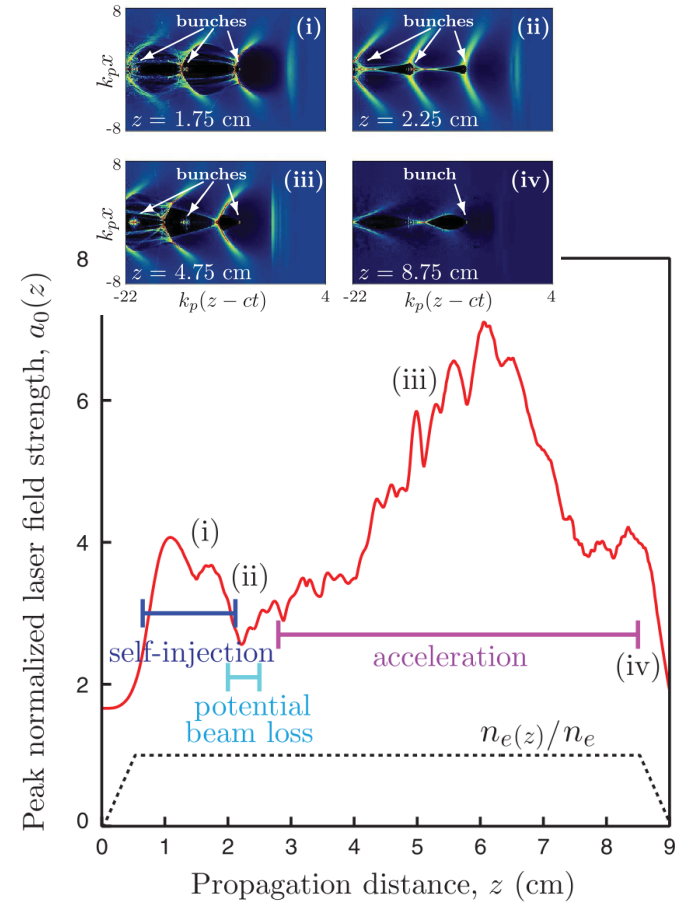 8
k_p x
-8
bunches
(i)
z = 1.75 cm
bunches
(ii)
z = 2.25 cm
8
k_p x
-8
bunches
(iii)
z = 4.75 cm
bunch
(iv)
z = 8.75 cm
-22
k_p(z − ct)
4
-22
k_p(z − ct)
4
Peak normalized laser field strength, a_0(z)
8
6
4
2
0
(i)
(ii)
(iii)
(iv)
self-injection
potential
beam loss
acceleration
n_e(z)/n_e
0 1 2 3 4 5 6 7 8 9
Propagation distance, z (cm)